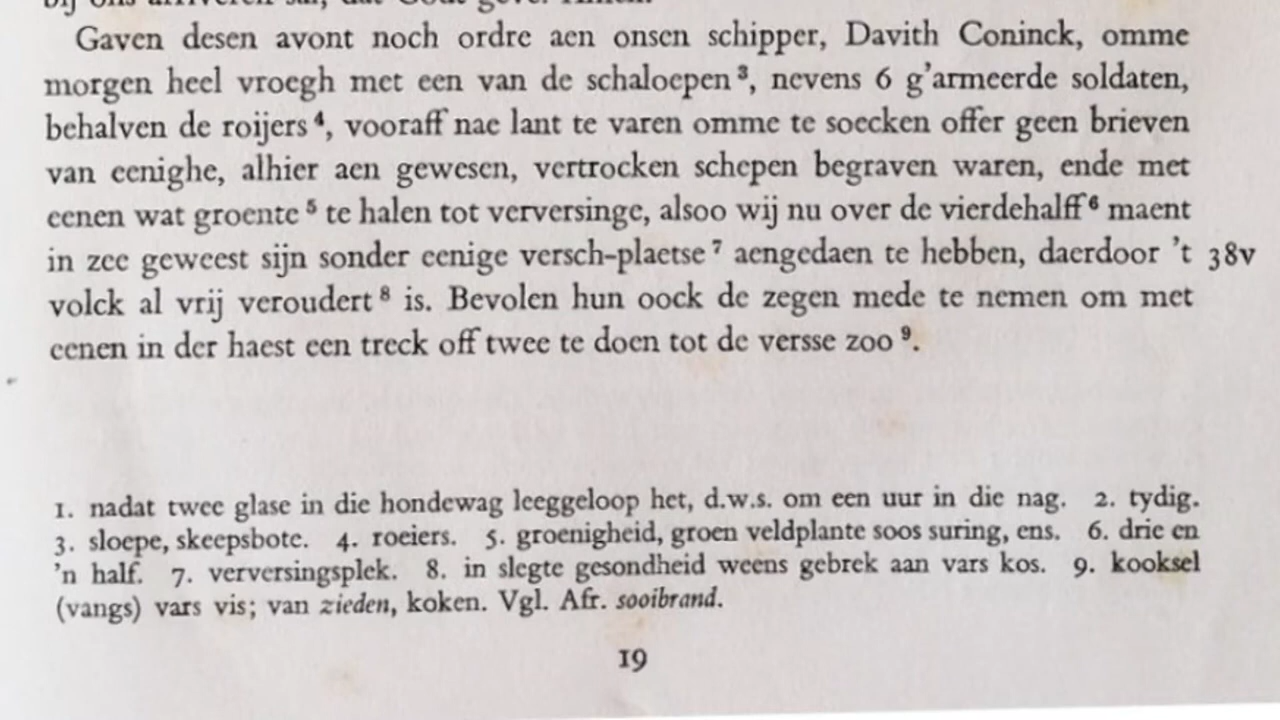 Gaven desen avont noch ordre aen onsen schipper, Davith Coninck, omme
morgen heel vroegh met een van de schaloepen ³, nevens 6 g'armeerde soldaten,
behalven de roijers ⁴, vooraff nae lant te varen omme te soecken offer geen brieven
van eenighe, alhier aen gewesen, vertrocken schepen begraven waren, ende met
eenen wat groente ⁵ te halen tot verversinge, alsoo wij nu over de vierdehalff ⁶ maent
in zee geweest sijn sonder eenige versch-plaetse ⁷ aengedaen te hebben, daerdoor 't 38v
volck al vrij veroudert ⁸ is. Bevolen hun oock de zegen mede te nemen om met
eenen in der haest een treck off twee te doen tot de versse zoo ⁹.
1. nadat twee glase in die hondewag leeggeloop het, d.w.s. om een uur in die nag. 2. tydig.
3. sloepe, skeepsbote. 4. roeiers. 5. groenigheid, groen veldplante soos suring, ens. 6. drie en
'n half. 7. verversingsplek. 8. in slegte gesondheid weens gebrek aan vars kos. 9. kooksel
(vangs) vars vis; van zieden, koken. Vgl. Afr. sooibrand.
19